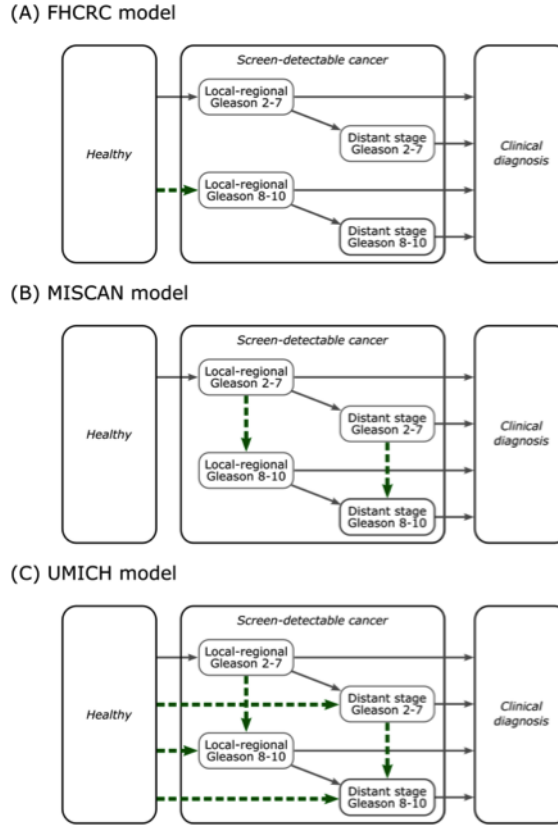 (A) FHCRC model
Screen-detectable cancer
Local-regional
Gleason 2-7
Healthy
Distant stage
Gleason 2-7
Clinical
diagnosis
Local-regional
Gleason 8-10
Distant stage
Gleason 8-10
(B) MISCAN model
Screen-detectable cancer
Local-regional
Gleason 2-7
Healthy
Distant stage
Gleason 2-7
Clinical
diagnosis
Local-regional
Gleason 8-10
Distant stage
Gleason 8-10
(C) UMICH model
Screen-detectable cancer
Local-regional
Gleason 2-7
Healthy
Distant stage
Gleason 2-7
Clinical
diagnosis
Local-regional
Gleason 8-10
Distant stage
Gleason 8-10